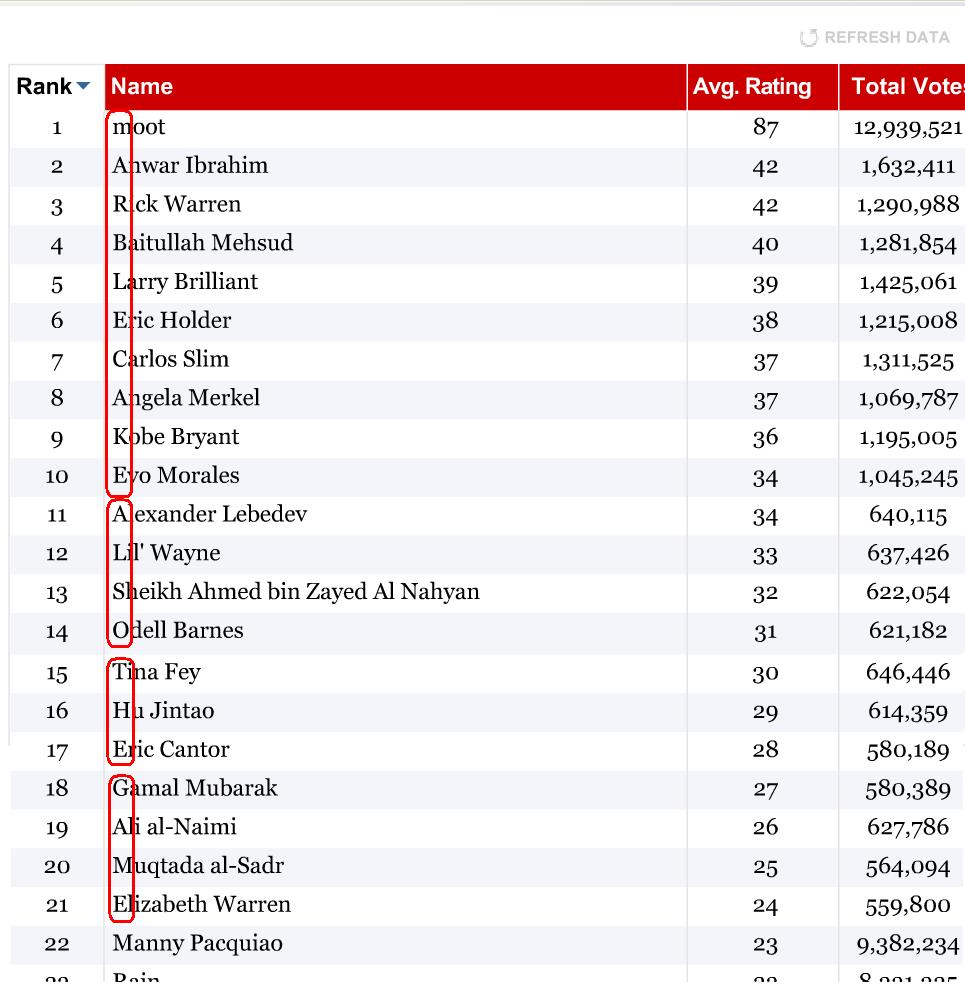 REFRESH DATA
Rank Name Avg. Rating Total Votes
1 moot 87 12,939,521
2 Anwar Ibrahim 42 1,632,411
3 Rick Warren 42 1,290,988
4 Baitullah Mehsud 40 1,281,854
5 Larry Brilliant 39 1,425,061
6 Eric Holder 38 1,215,008
7 Carlos Slim 37 1,311,525
8 Angela Merkel 37 1,069,787
9 Kobe Bryant 36 1,195,005
10 Evo Morales 34 1,045,245
11 Alexander Lebedev 34 640,115
12 Lil' Wayne 33 637,426
13 Sheikh Ahmed bin Zayed Al Nahyan 32 622,054
14 Odell Barnes 31 621,182
15 Tina Fey 30 646,446
16 Hu Jintao 29 614,359
17 Eric Cantor 28 580,189
18 Gamal Mubarak 27 580,389
19 Ali al-Naimi 26 627,786
20 Muqtada al-Sadr 25 564,094
21 Elizabeth Warren 24 559,800
22 Manny Pacquiao 23 9,382,234
Rain